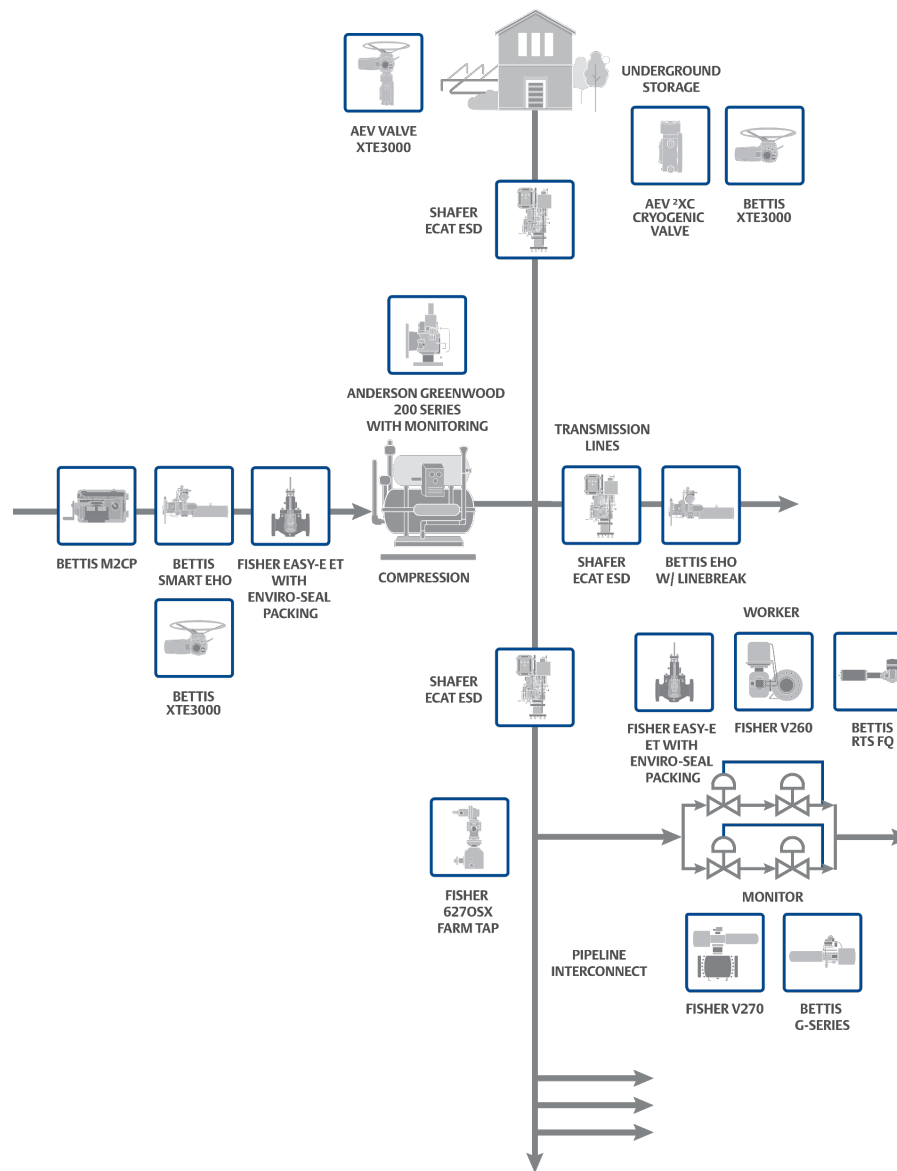 UNDERGROUND
STORAGE
AEV VALVE
XTE3000
AEV ²XC
CRYOGENIC
VALVE
BETTIS
XTE3000
SHAFER
ECAT ESD
ANDERSON GREENWOOD
200 SERIES
WITH MONITORING
TRANSMISSION
LINES
BETTIS M2CP
BETTIS
SMART EHO
FISHER EASY-E ET
WITH
ENVIRO-SEAL
PACKING
COMPRESSION
SHAFER
ECAT ESD
BETTIS EHO
W/ LINEBREAK
BETTIS
XTE3000
WORKER
SHAFER
ECAT ESD
FISHER EASY-E
ET WITH
ENVIRO-SEAL
PACKING
FISHER V260
BETTIS
RTS FQ
FISHER
627OSX
FARM TAP
MONITOR
PIPELINE
INTERCONNECT
FISHER V270
BETTIS
G-SERIES